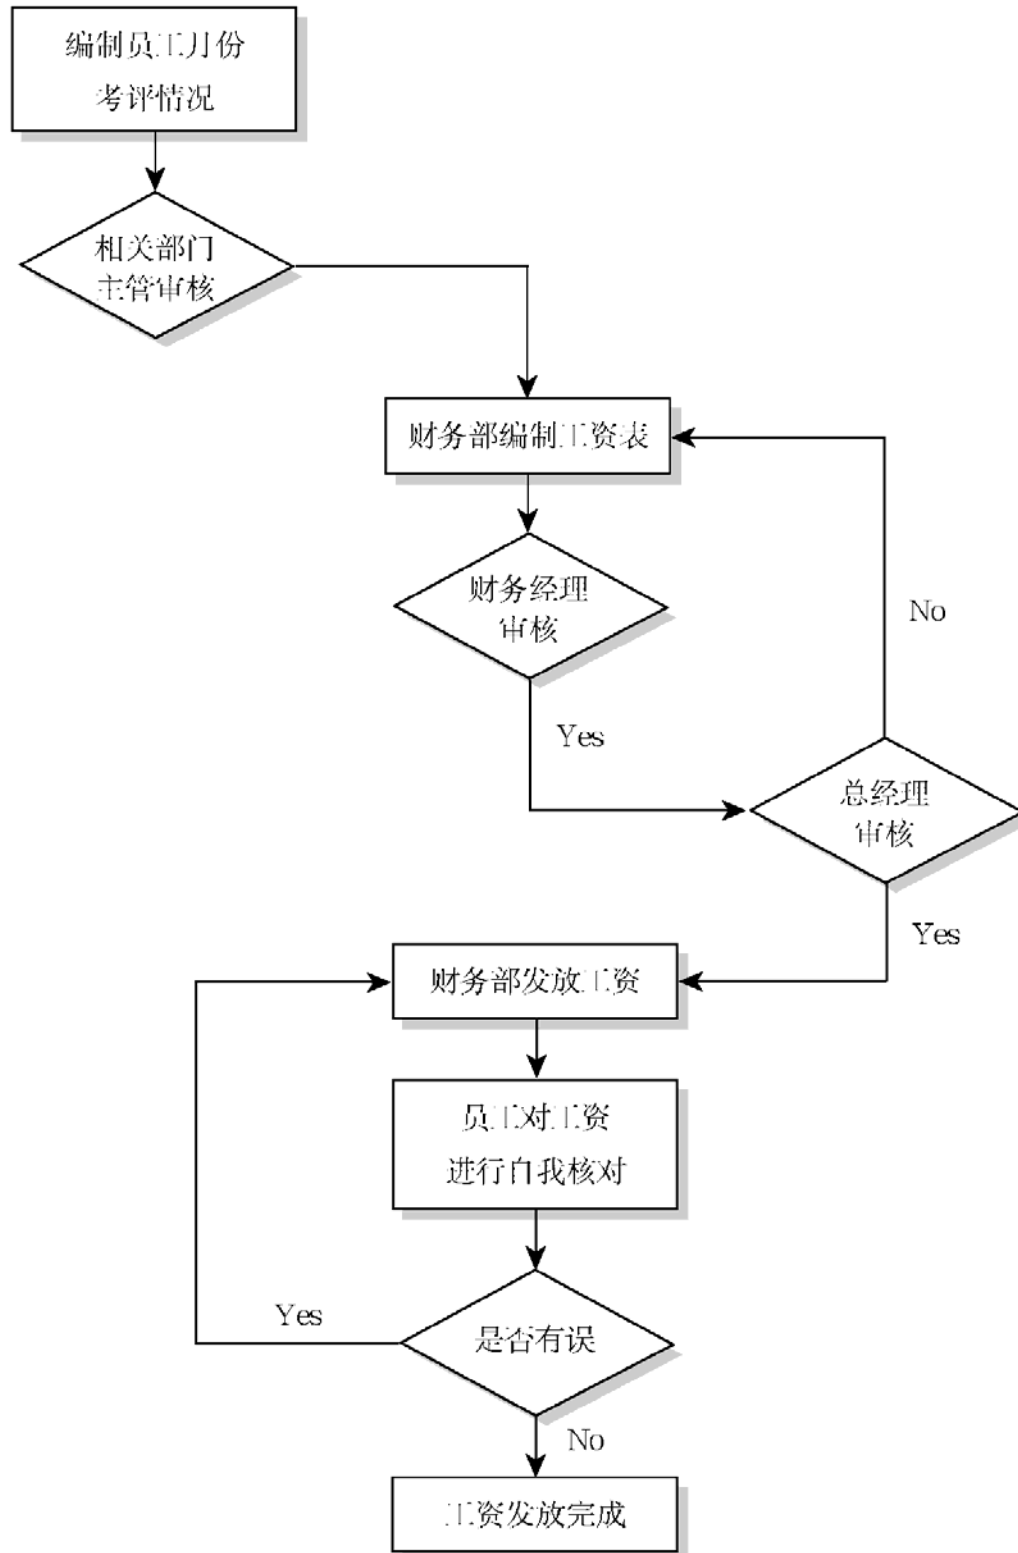 编制员工月份
考评情况
相关部门
主管审核
财务部编制工资表
财务经理
审核
No
Yes
总经理
审核
Yes
财务部发放工资
员工对工资
进行自我核对
Yes
是否有误
No
工资发放完成